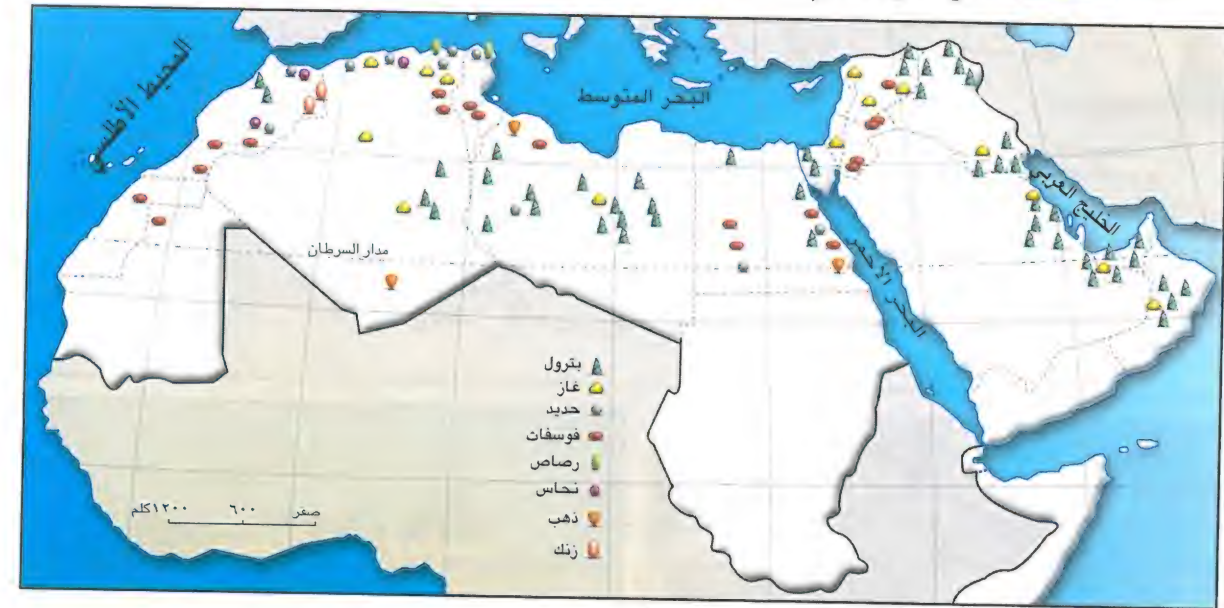 المحيط الأطلسي
البحر المتوسط
الخليج العربي
البحر الأحمر
مدار السرطان
بترول
غاز
حديد
فوسفات
رصاص
نحاس
ذهب
زنك
صفر ٦٠٠ ١٢٠٠كلم